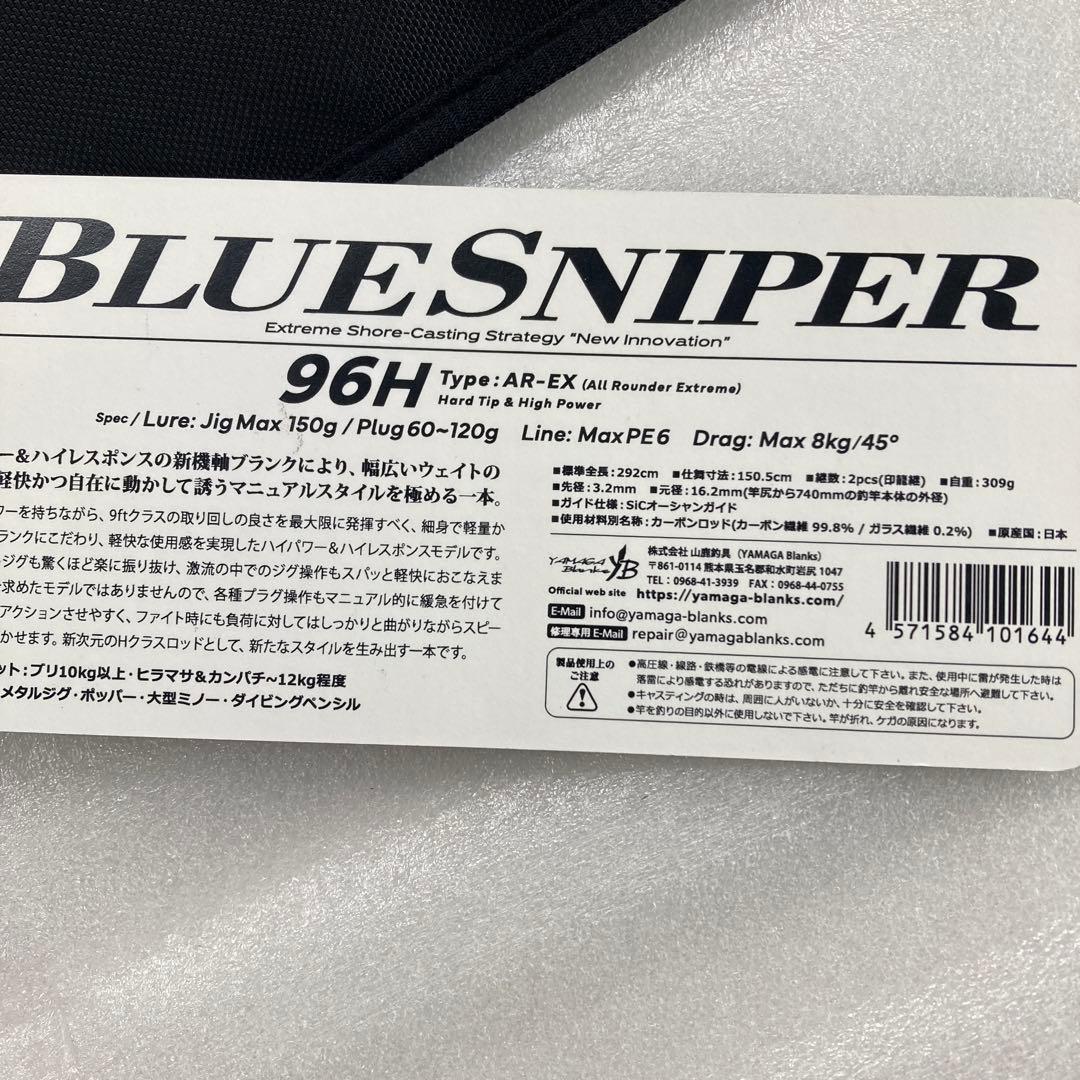 BLUESNIPER
Extreme Shore-Casting Strategy "New Innovation"
96H Type : AR-EX (All Rounder Extreme)
Hard Tip & High Power
Spec / Lure: Jig Max 150g / Plug 60~120g Line: Max PE 6 Drag: Max 8kg/45°
ー＆ハイレスポンスの新機軸ブランクにより、幅広いウェイトの
軽快かつ自在に動かして誘うマニュアルスタイルを極める一本。
ワーを持ちながら、9ftクラスの取り回しの良さを最大限に発揮すべく、細身で軽量か
ランクにこだわり、軽快な使用感を実現したハイパワー＆ハイレスポンスモデルです。
ジグも驚くほど楽に振り抜け、激流の中でのジグ操作もスパッと軽快におこなえま
求めたモデルではありませんので、各種プラグ操作もマニュアル的に緩急を付けて
アクションさせやすく、ファイト時にも負荷に対してはしっかりと曲がりながらスピー
かせます。新次元のHクラスロッドとして、新たなスタイルを生み出す一本です。
ット：ブリ10kg以上・ヒラマサ＆カンパチ~12kg程度
メタルジグ・ポッパー・大型ミノー・ダイビングペンシル
■標準全長：292cm ■仕舞寸法：150.5cm ■継数：2pcs(印籠継) ■自重：309g
■先径：3.2mm ■元径：16.2mm(竿尻から740mmの釣竿本体の外径)
■ガイド仕様：SiCオーシャンガイド
■使用材料別名称：カーボンロッド(カーボン繊維 99.8% / ガラス繊維 0.2%) ■原産国：日本
YAMAGA Blanks YB
株式会社 山鹿釣具（YAMAGA Blanks）
〒861-0114 熊本県玉名郡和水町岩尻 1047
TEL：0968-41-3939 FAX：0968-44-0755
Official web site https://yamaga-blanks.com/
E-Mail info@yamaga-blanks.com
修理専用 E-Mail repair@yamagablanks.com
4 571584 101644
製品使用上の
ご注意
●高圧線・線路・鉄橋等の電線による感電に注意して下さい。また、使用中に雷が発生した時は
落雷により感電する恐れがありますので、ただちに釣竿から離れ安全な場所へ避難して下さい。
●キャスティングの時は、周囲に人がいないか、十分に安全を確認して下さい。
●竿を釣りの目的以外に使用しないで下さい。竿が折れ、ケガの原因になります。